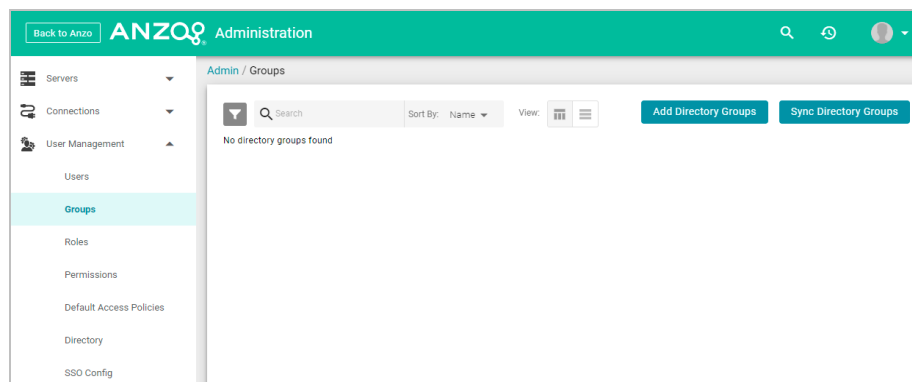 Back to Anzo ANZO Administration
Admin / Groups
Servers
Connections
User Management
Users
Groups
Roles
Permissions
Default Access Policies
Directory
SSO Config
Search Sort By: Name View: Add Directory Groups Sync Directory Groups
No directory groups found